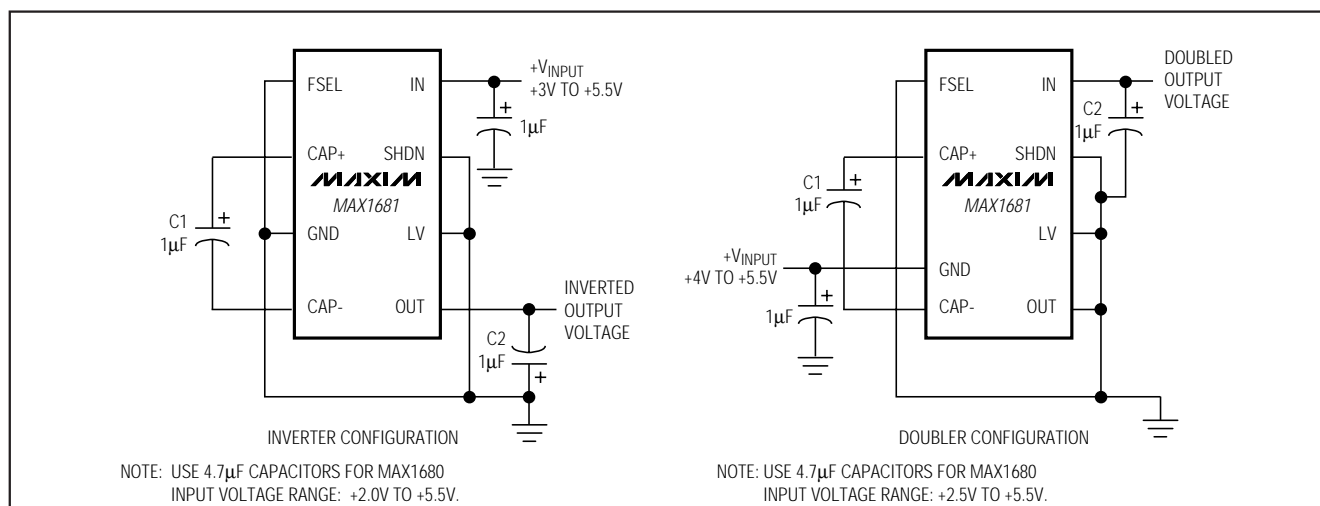 FSEL IN
+VINPUT
+3V TO +5.5V
+
1µF
CAP+ SHDN
MAXIM
MAX1681
C1
+
1µF
GND LV
CAP- OUT
INVERTED
OUTPUT
VOLTAGE
C2
1µF
+
INVERTER CONFIGURATION
NOTE: USE 4.7µF CAPACITORS FOR MAX1680
INPUT VOLTAGE RANGE: +2.0V TO +5.5V.
FSEL IN
DOUBLED
OUTPUT
VOLTAGE
C2
+
1µF
CAP+ SHDN
MAXIM
MAX1681
C1
+
1µF
LV
+VINPUT
+4V TO +5.5V
GND
+
1µF
CAP- OUT
DOUBLER CONFIGURATION
NOTE: USE 4.7µF CAPACITORS FOR MAX1680
INPUT VOLTAGE RANGE: +2.5V TO +5.5V.